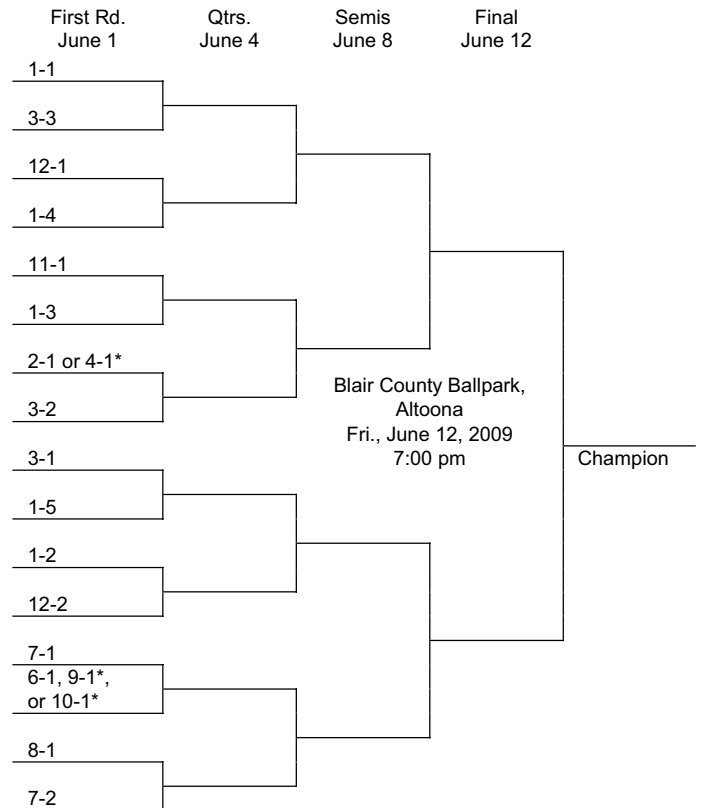 First Rd. Qtrs. Semis Final
June 1 June 4 June 8 June 12
1-1
3-3
12-1
1-4
11-1
1-3
2-1 or 4-1*
3-2
Blair County Ballpark,
Altoona
Fri., June 12, 2009
7:00 pm
Champion
3-1
1-5
1-2
12-2
7-1
6-1, 9-1*,
or 10-1*
8-1
7-2